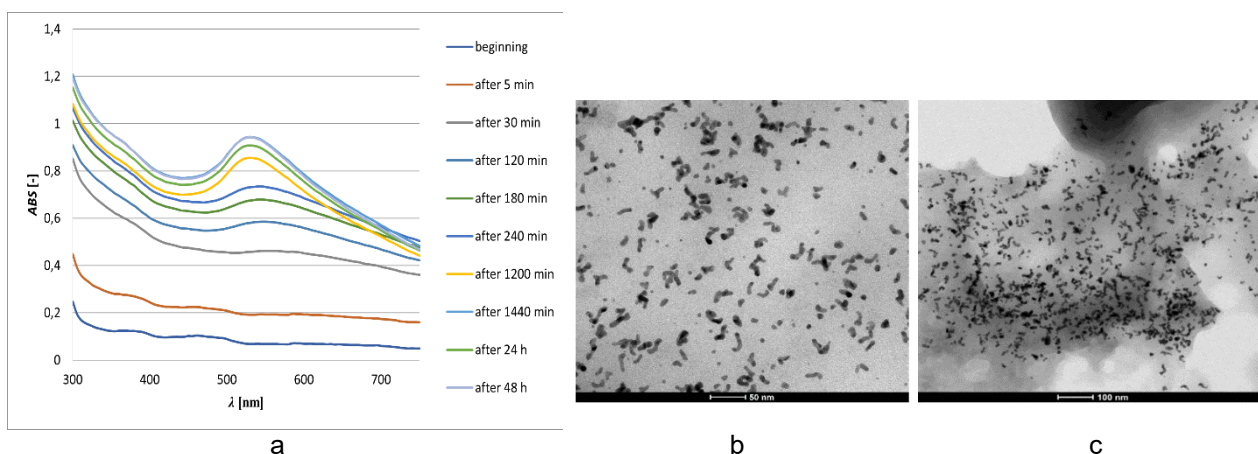 1,4
1,2
1
0,8
0,6
0,4
0,2
0
ABS [-]
300 400 500 600 700
λ [nm]
beginning
after 5 min
after 30 min
after 120 min
after 180 min
after 240 min
after 1200 min
after 1440 min
after 24 h
after 48 h
50 nm
100 nm
a
b
c